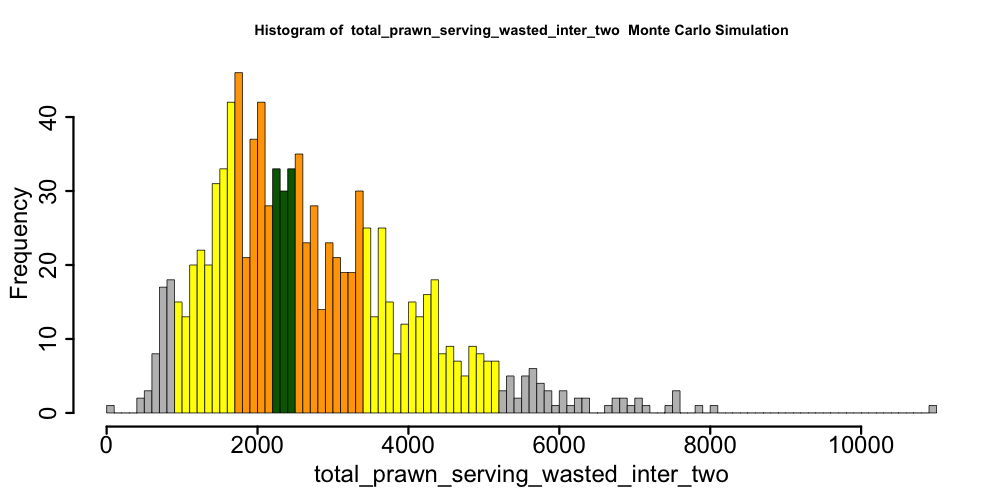 Histogram of  total_prawn_serving_wasted_inter_two  Monte Carlo Simulation
Frequency
40
30
20
10
0
0 2000 4000 6000 8000 10000
total_prawn_serving_wasted_inter_two